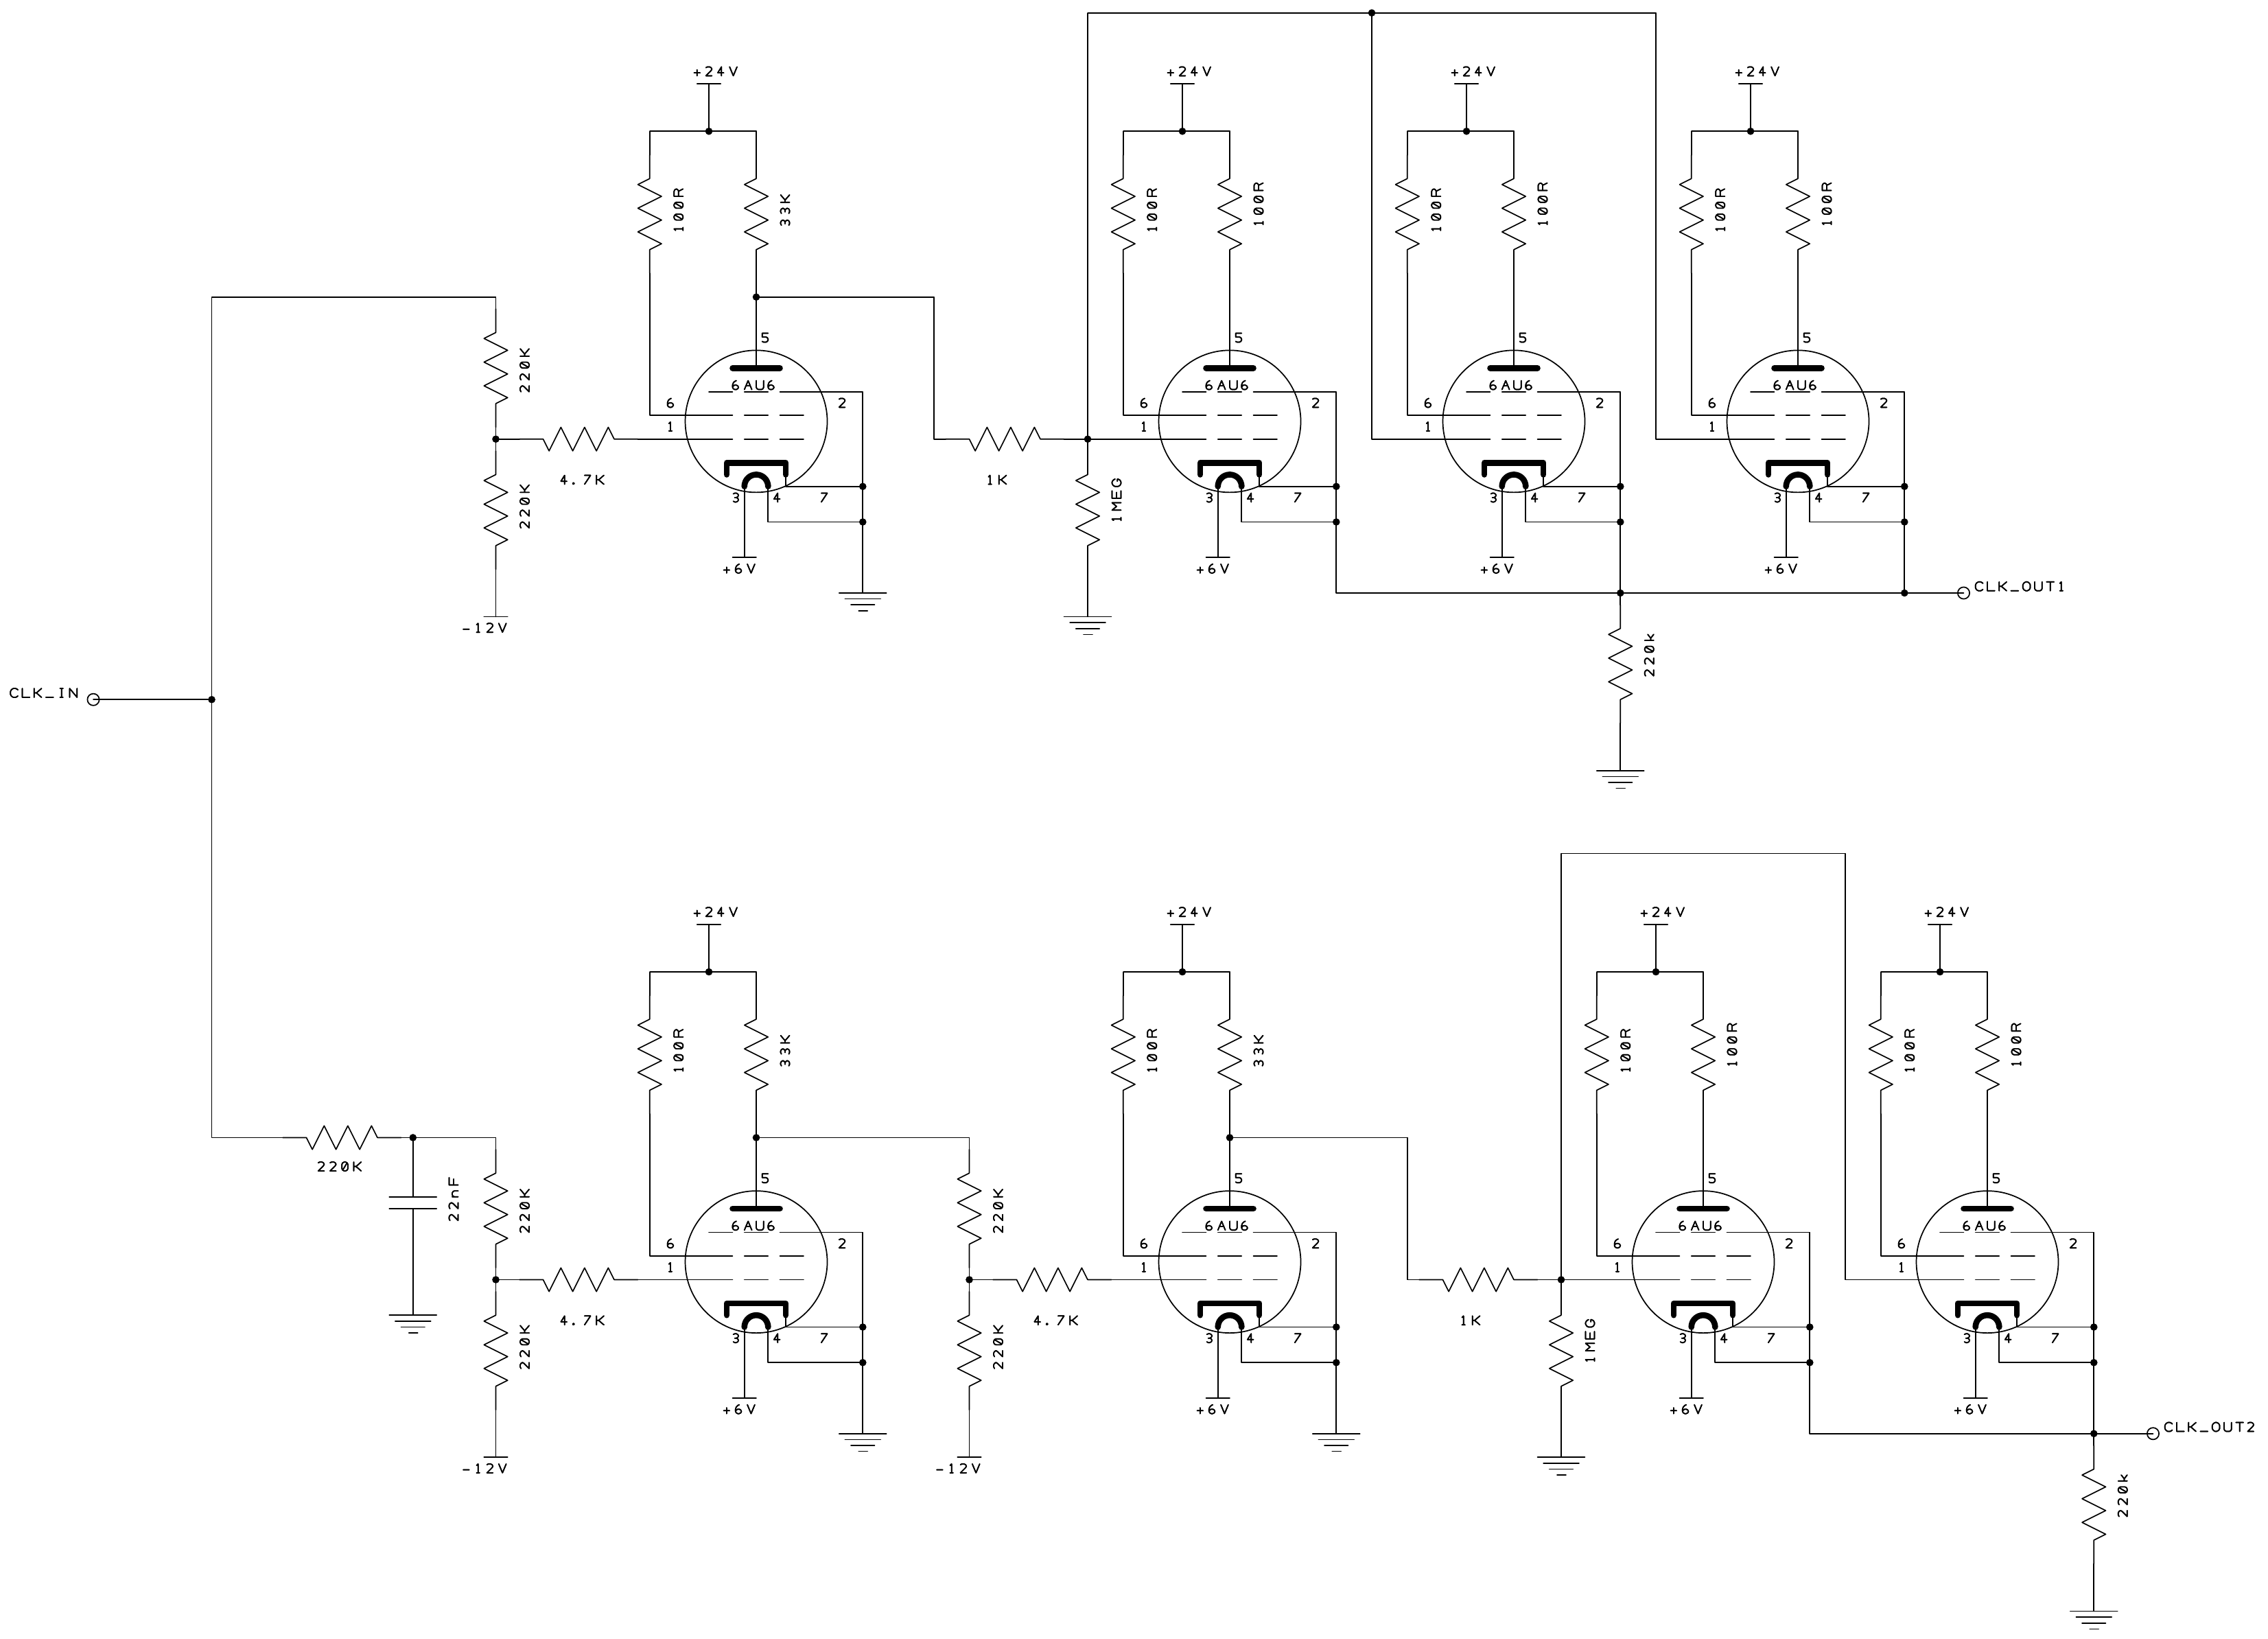 +24V +24V +24V +24V
100R 33K 100R 100R 100R 100R 100R 100R
5 5 5 5
220K
6AU6 6AU6 6AU6 6AU6
6 2 6 2 6 2 6 2
1 1 1 1
4.7K 1K
220K 1MEG
3 4 7 3 4 7 3 4 7 3 4 7
+6V +6V +6V +6V
CLK_OUT1
-12V
220k
CLK_IN
+24V +24V +24V +24V
100R 33K 100R 33K 100R 100R 100R 100R
220K
5 5 5 5
22nF 220K 220K
6AU6 6AU6 6AU6 6AU6
6 2 6 2 6 2 6 2
1 1 1 1
4.7K 4.7K 1K
220K 220K 1MEG
3 4 7 3 4 7 3 4 7 3 4 7
+6V +6V +6V +6V
CLK_OUT2
-12V -12V
220k